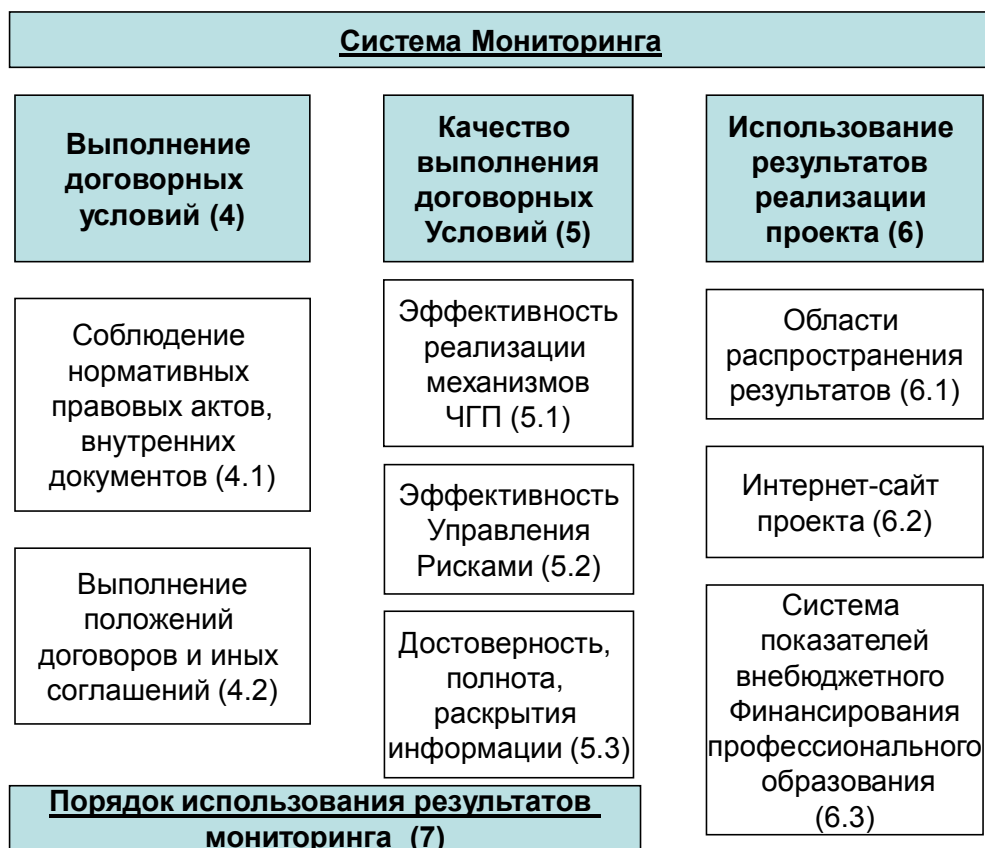 Система Мониторинга
Выполнение
договорных
условий (4)
Соблюдение
нормативных
правовых актов,
внутренних
документов (4.1)
Выполнение
положений
договоров и иных
соглашений (4.2)
Качество
выполнения
договорных
Условий (5)
Эффективность
реализации
механизмов
ЧГП (5.1)
Эффективность
Управления
Рисками (5.2)
Достоверность,
полнота,
раскрытия
информации (5.3)
Использование
результатов
реализации
проекта (6)
Области
распространения
результатов (6.1)
Интернет-сайт
проекта (6.2)
Система
показателей
внебюджетного
Финансирования
профессионального
образования
(6.3)
Порядок использования результатов
мониторинга (7)